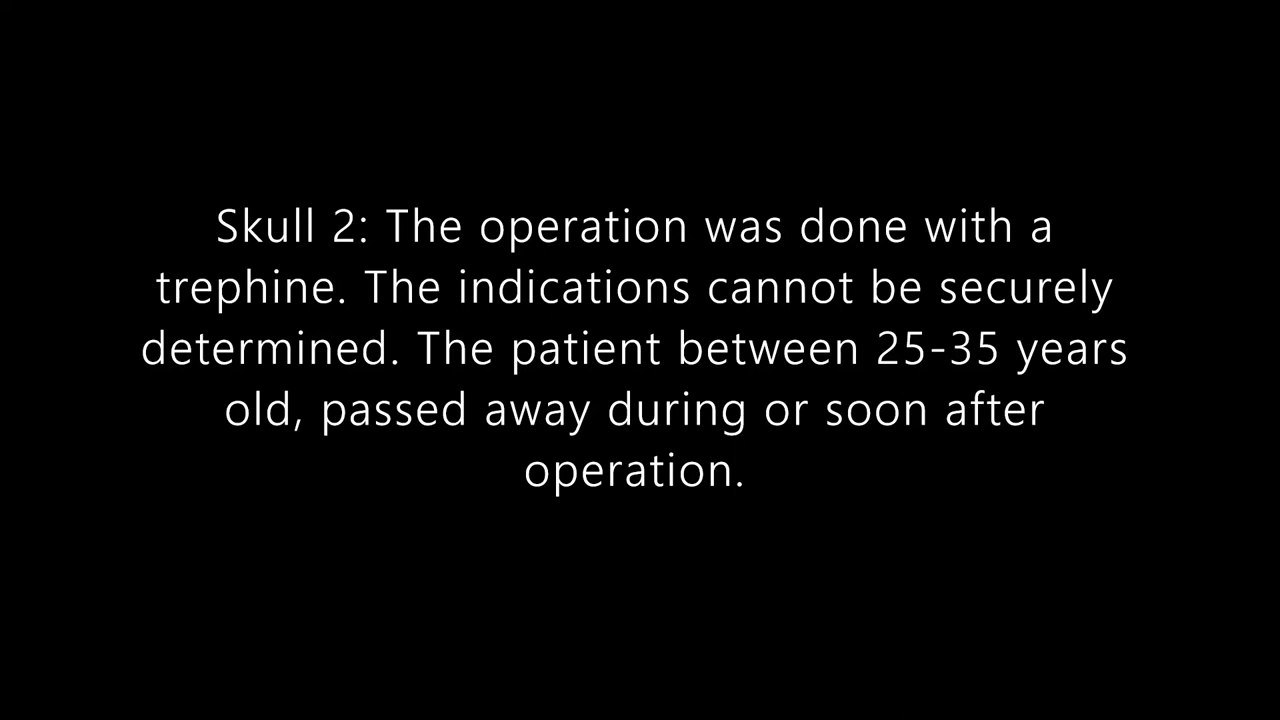 Skull 2: The operation was done with a
trephine. The indications cannot be securely
determined. The patient between 25-35 years
old, passed away during or soon after
operation.